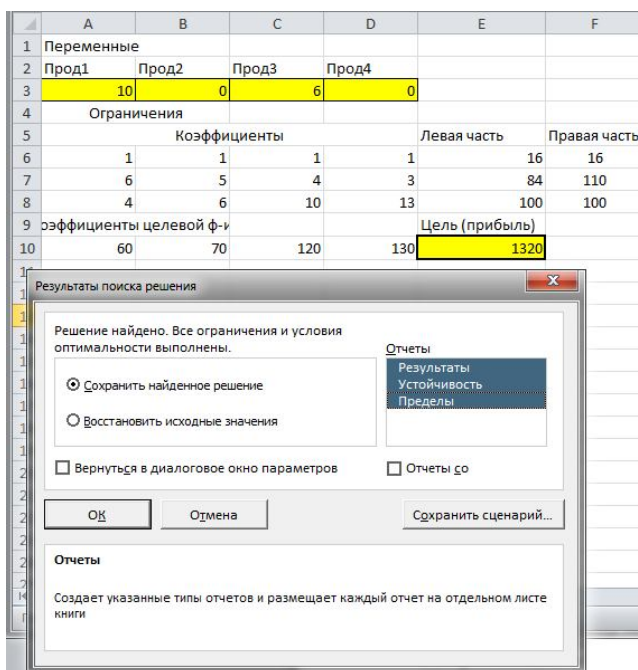 A B C D E F
1 Переменные
2 Прод1 Прод2 Прод3 Прод4
3 10 0 6 0
4 Ограничения
5 Коэффициенты Левая часть Правая часть
6 1 1 1 1 16 16
7 6 5 4 3 84 110
8 4 6 10 13 100 100
9 оэффициенты целевой ф-и Цель (прибыль)
10 60 70 120 130 1320
Результаты поиска решения
x
Решение найдено. Все ограничения и условия
оптимальности выполнены.
Отчеты
Результаты
Устойчивость
Пределы
Сохранить найденное решение
Восстановить исходные значения
Вернуться в диалоговое окно параметров
Отчеты со
ОК Отмена Сохранить сценарий...
Отчеты
Создает указанные типы отчетов и размещает каждый отчет на отдельном листе
книги